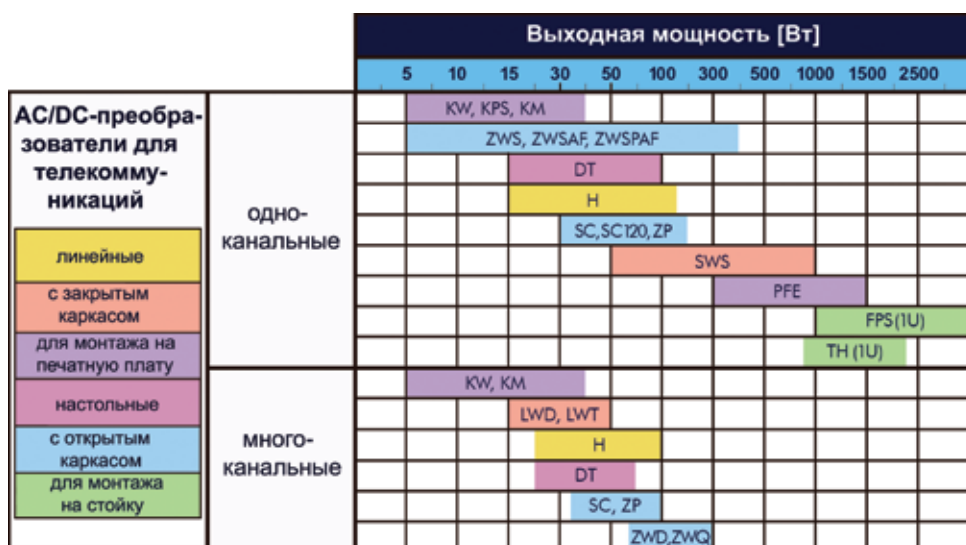 Выходная мощность [Вт]
5 10 15 30 50 100 300 500 1000 1500 2500
АС/DC-преобра-
зователи для
телекомму-
никаций
линейные
с закрытым
каркасом
для монтажа на
печатную плату
настольные
с открытым
каркасом
для монтажа
на стойку
одно-
канальные
KW, KPS, KM
ZWS, ZWSAF, ZWSPAF
DT
H
SC,SC120,ZP
SWS
PFE
FPS(1U)
TH (1U)
много-
канальные
KW, KM
LWD, LWT
H
DT
SC, ZP
ZWD,ZWQ